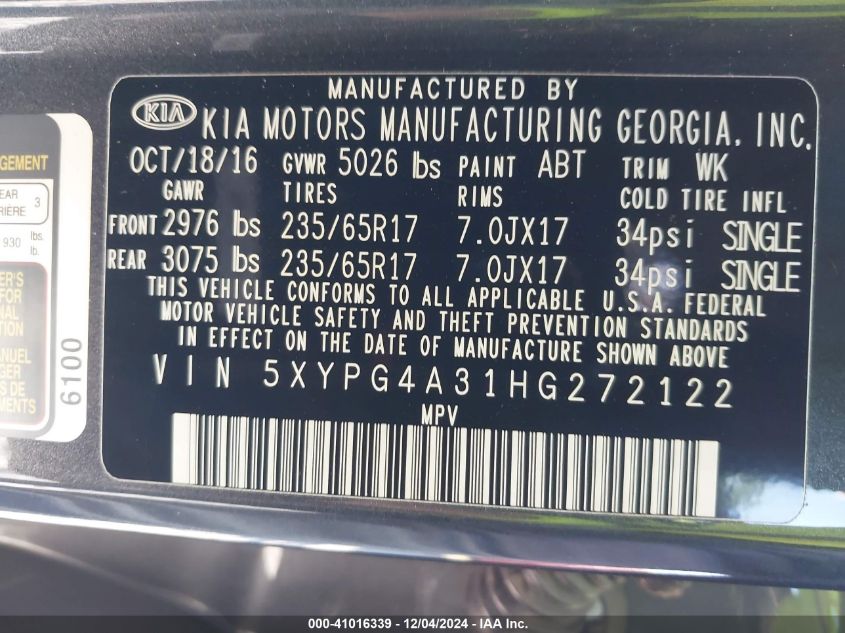 MANUFACTURED BY
KIA KIA MOTORS MANUFACTURING GEORGIA, INC.
OCT/18/16 GVWR 5026 lbs PAINT ABT TRIM WK
GAWR TIRES RIMS COLD TIRE INFL
FRONT 2976 lbs 235/65R17 7.0JX17 34psi SINGLE
REAR 3075 lbs 235/65R17 7.0JX17 34psi SINGLE
THIS VEHICLE CONFORMS TO ALL APPLICABLE U.S.A. FEDERAL
MOTOR VEHICLE SAFETY AND THEFT PREVENTION STANDARDS
IN EFFECT ON THE DATE OF MANUFACTURE SHOWN ABOVE
VIN 5XYPG4A31HG272122
MPV
3
930 lbs.
lb.
6100
000-41016339 - 12/04/2024 - IAA Inc.